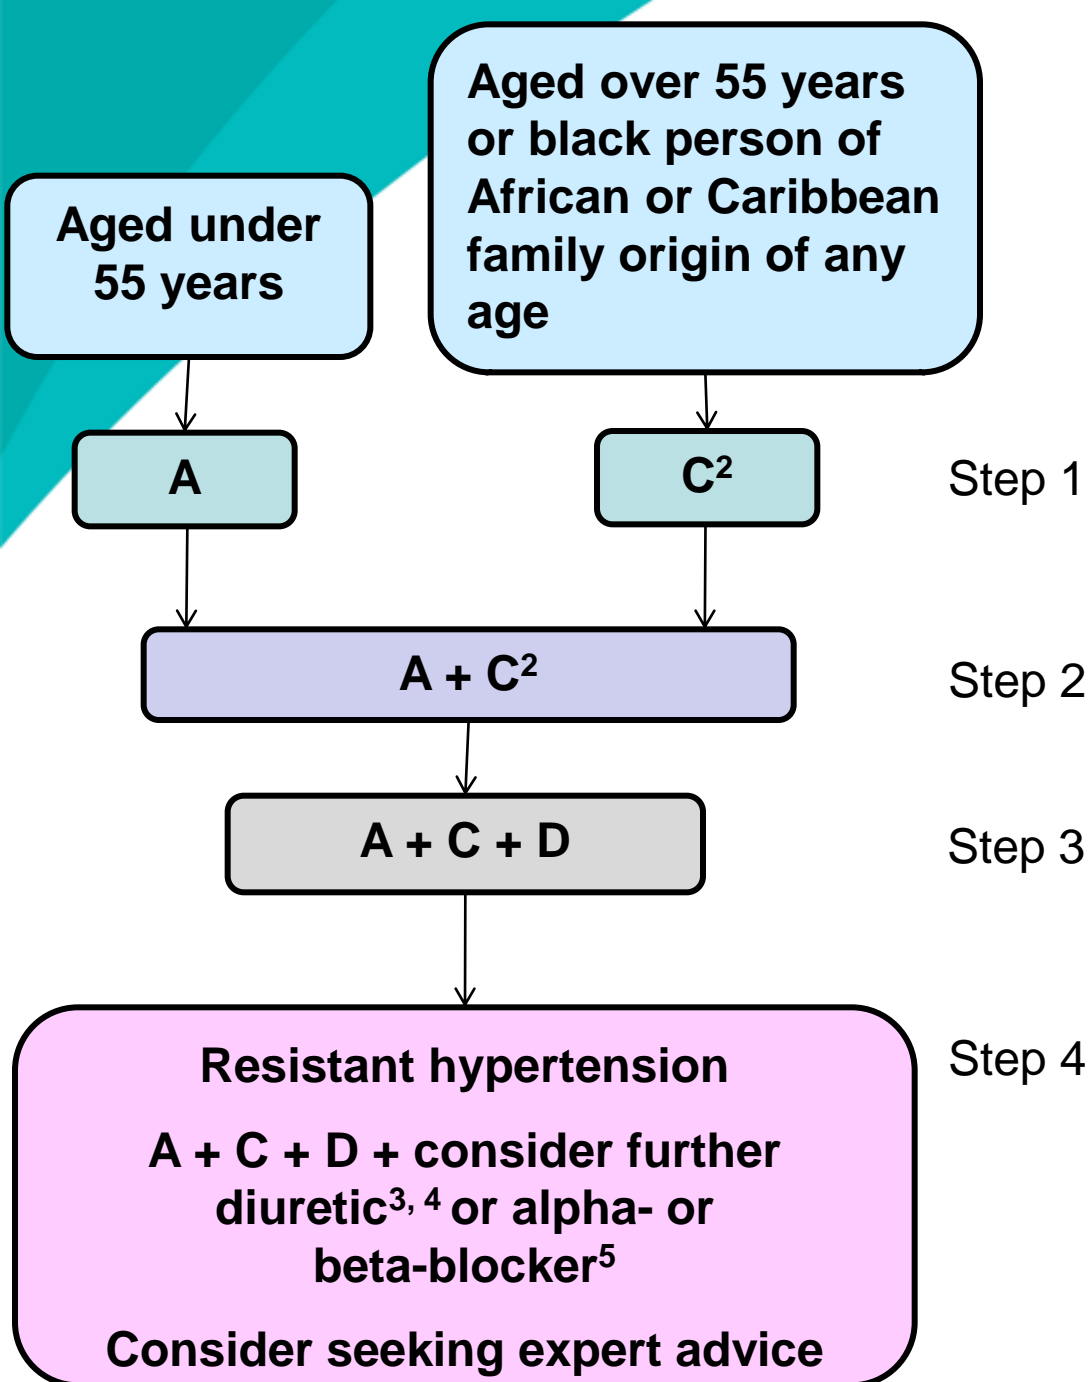 Aged under
55 years
Aged over 55 years
or black person of
African or Caribbean
family origin of any
age
A
C²
Step 1
A + C²
Step 2
A + C + D
Step 3
Resistant hypertension
Step 4
A + C + D + consider further
diuretic³, ⁴ or alpha- or
beta-blocker⁵
Consider seeking expert advice